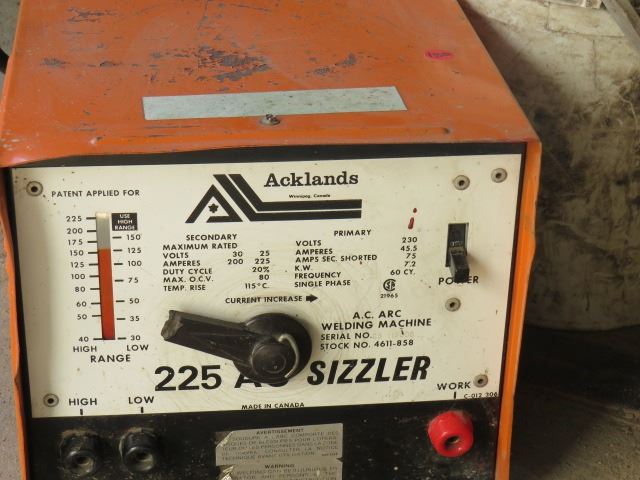 Acklands
Winnipeg, Canada
PATENT APPLIED FOR
225
200
175
150
125
100
80
50
40
USE
HIGH
RANGE
150
125
100
75
50
30
HIGH LOW
RANGE
SECONDARY
MAXIMUM RATED
VOLTS 30 25
AMPERES 200 225
DUTY CYCLE 20%
MAX. O.C.V. 80
TEMP. RISE 115°C.
PRIMARY
VOLTS 230
AMPERES 45.5
AMPS SEC. SHORTED 75
K.W. 7.2
FREQUENCY 60 CY.
SINGLE PHASE
21965
POWER
CURRENT INCREASE
A.C. ARC
WELDING MACHINE
SERIAL NO.
STOCK NO. 4611-858
225 AC SIZZLER
MADE IN CANADA
HIGH LOW
WORK
C-012 306
AVERTISSEMENT
WARNING